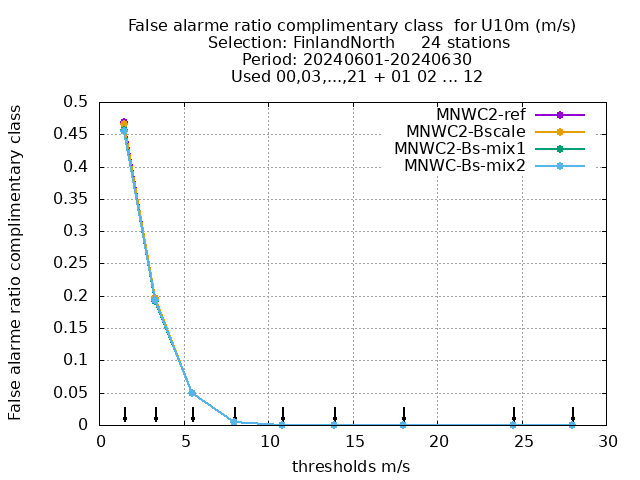 False alarme ratio complimentary class  for U10m (m/s)
Selection: FinlandNorth     24 stations
Period: 20240601-20240630
Used 00,03,...,21 + 01 02 ... 12
False alarme ratio complimentary class
0.5
0.45
0.4
0.35
0.3
0.25
0.2
0.15
0.1
0.05
0
MNWC2-ref
MNWC2-Bscale
MNWC2-Bs-mix1
MNWC-Bs-mix2
0 5 10 15 20 25 30
thresholds m/s